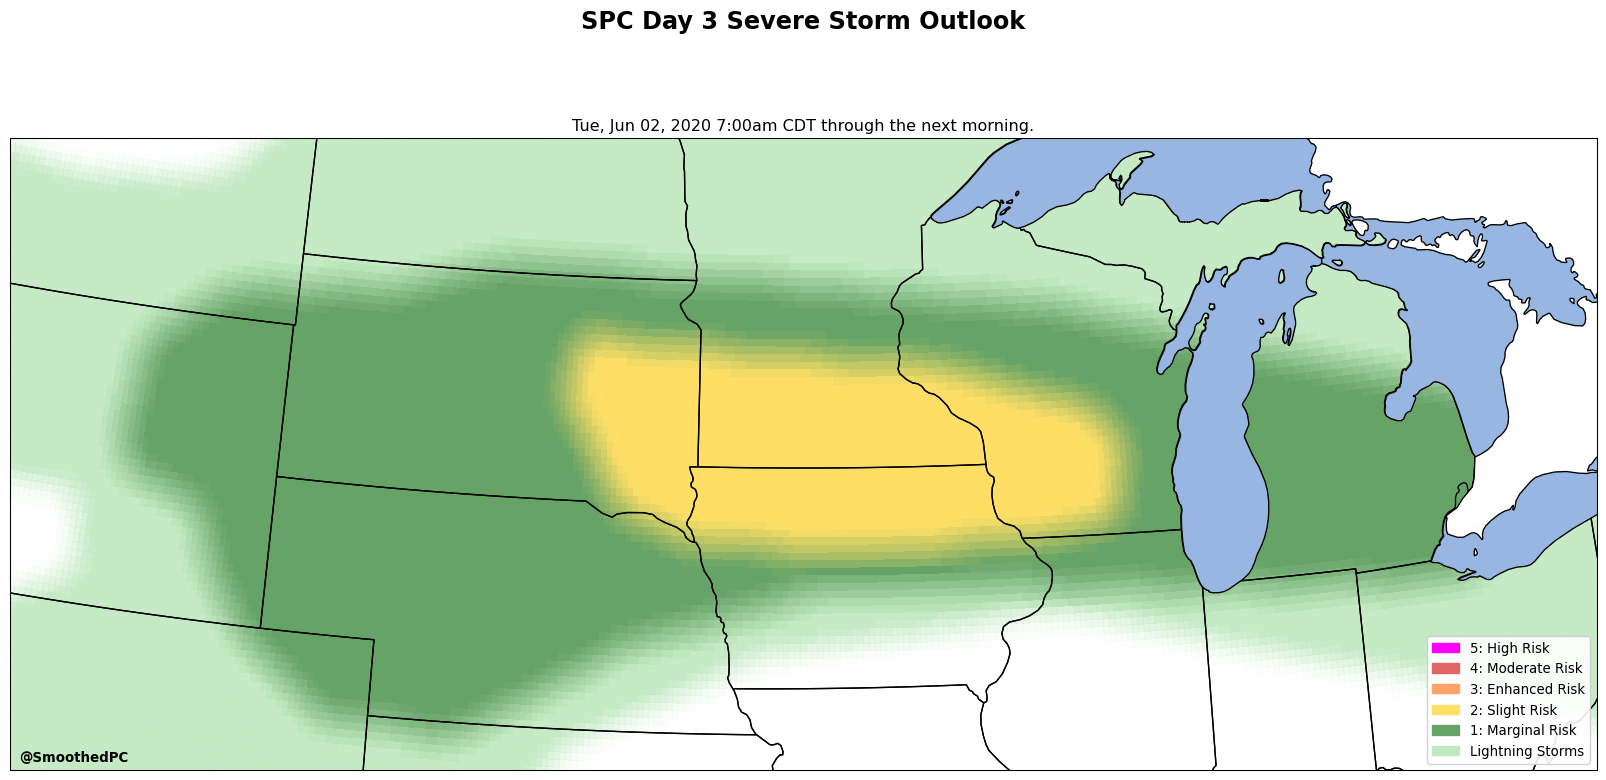 SPC Day 3 Severe Storm Outlook
Tue, Jun 02, 2020 7:00am CDT through the next morning.
5: High Risk
4: Moderate Risk
3: Enhanced Risk
2: Slight Risk
1: Marginal Risk
Lightning Storms
@SmoothedPC